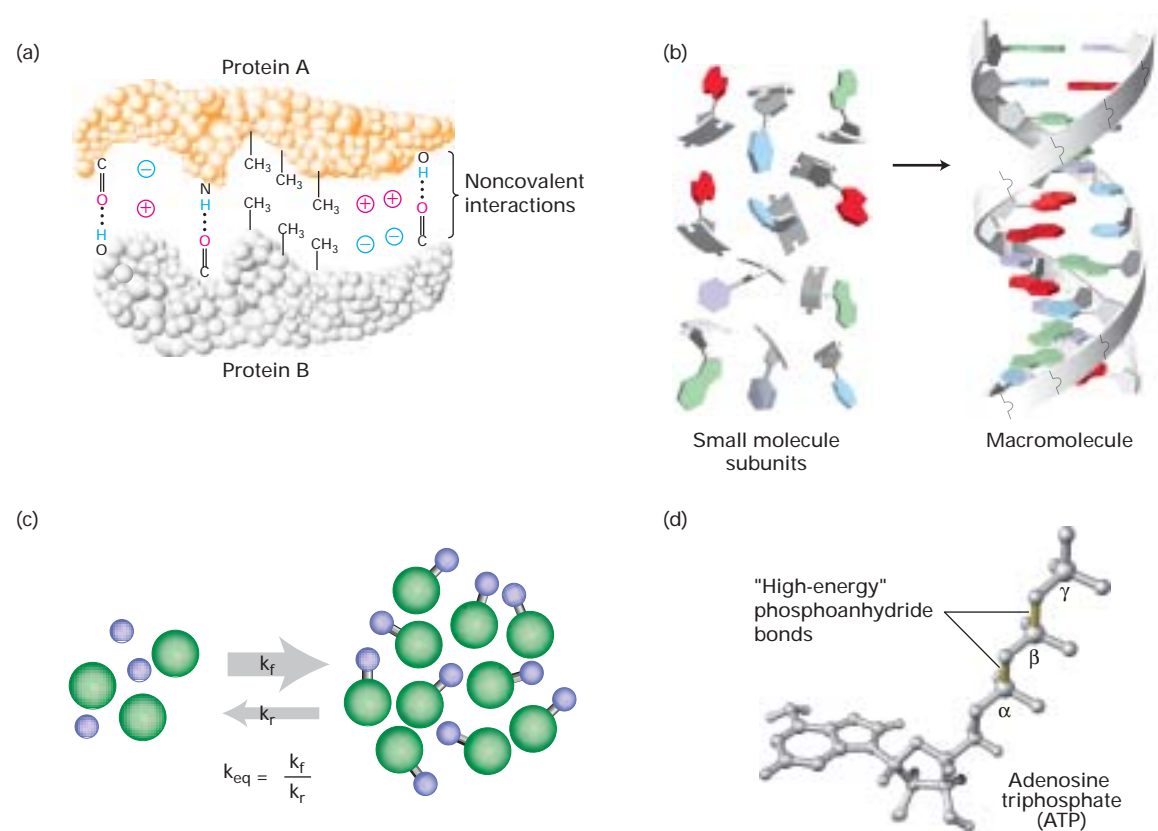 (a)
Protein A
C
O
H
O
−
+
N
H
O
C
CH3
CH3
CH3
CH3
CH3
CH3
+ +
− −
O
H
O
C
Noncovalent
interactions
Protein B
(b)
Small molecule
subunits
Macromolecule
(c)
kf
kr
keq = kf
kr
(d)
"High-energy"
phosphoanhydride
bonds
γ
β
α
Adenosine
triphosphate
(ATP)